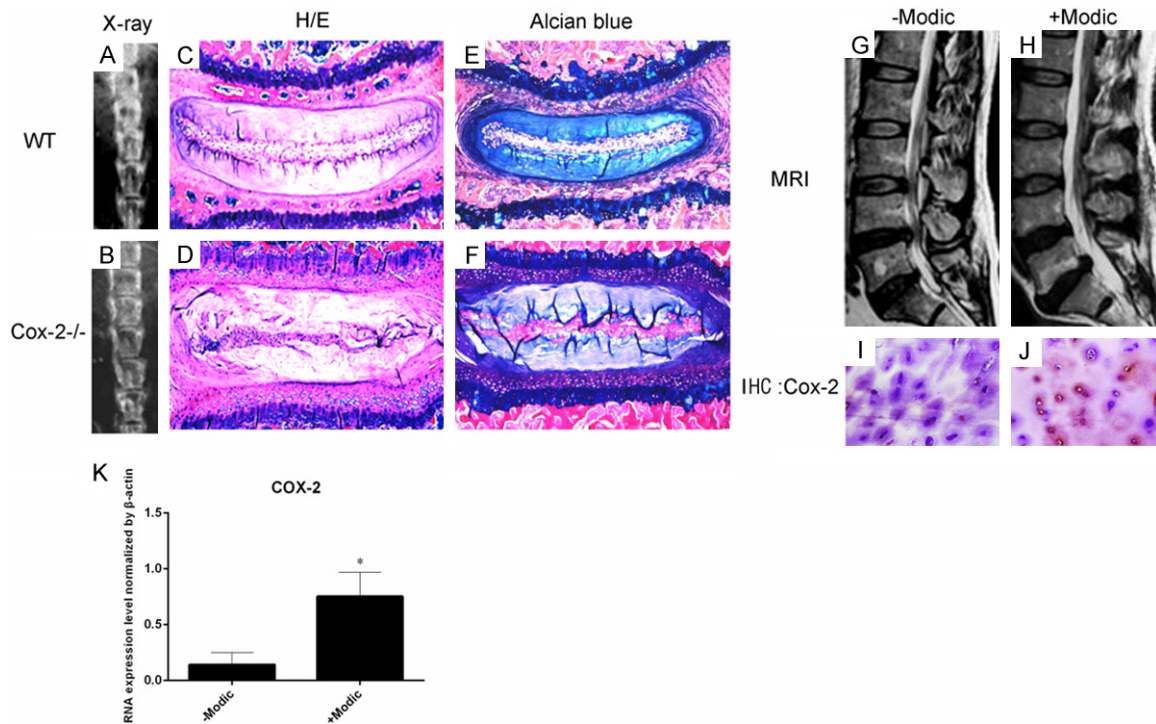 X-ray
H/E
Alcian blue
-Modic
+Modic
A
C
E
G
H
WT
MRI
B
D
F
Cox-2-/-
I
J
IHC :Cox-2
K
COX-2
RNA expression level normalized by β-actin
1.5
1.0
0.5
0.0
*
-Modic
+Modic